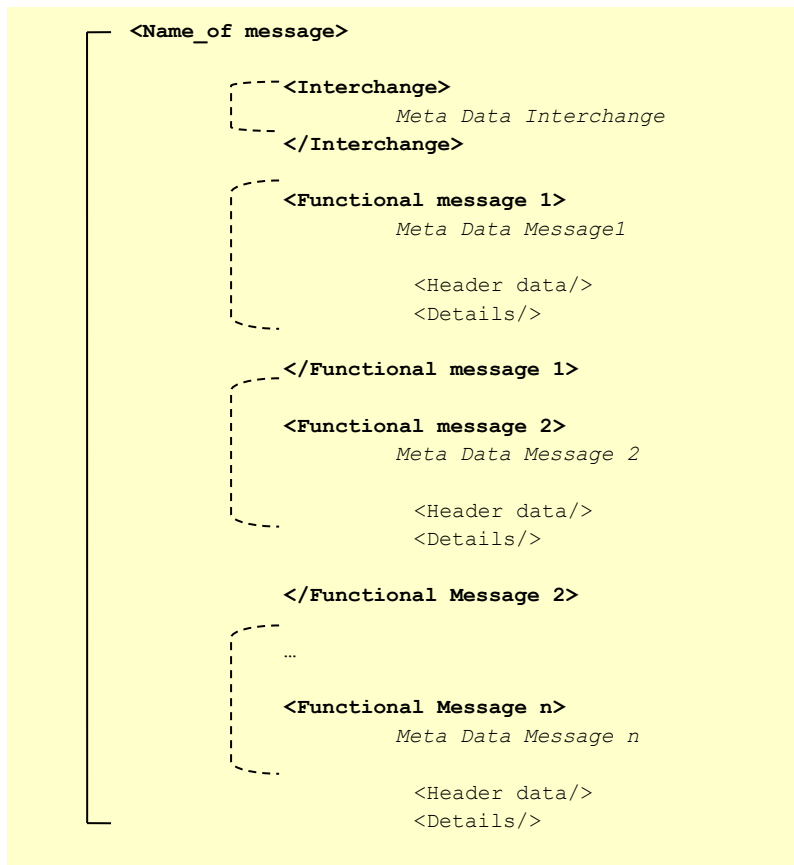 <Name_of message>
<Interchange>
Meta Data Interchange
</Interchange>
<Functional message 1>
Meta Data Message1
<Header data/>
<Details/>
</Functional message 1>
<Functional message 2>
Meta Data Message 2
<Header data/>
<Details/>
</Functional Message 2>
…
<Functional Message n>
Meta Data Message n
<Header data/>
<Details/>